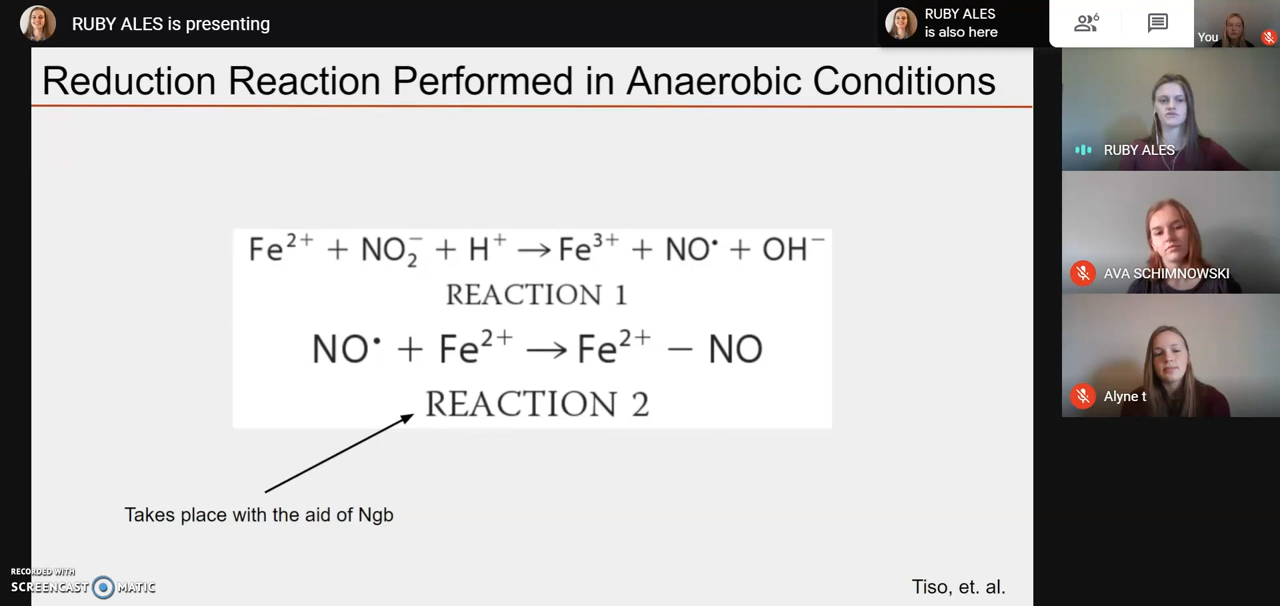 RUBY ALES is presenting
RUBY ALES
is also here
6
You
Reduction Reaction Performed in Anaerobic Conditions
Fe²⁺ + NO₂⁻ + H⁺ → Fe³⁺ + NO• + OH⁻
REACTION 1
NO• + Fe²⁺ → Fe²⁺ − NO
REACTION 2
Takes place with the aid of Ngb
Tiso, et. al.
RUBY ALES
AVA SCHIMNOWSKI
Alyne t
RECORDED WITH
SCREENCAST MATIC